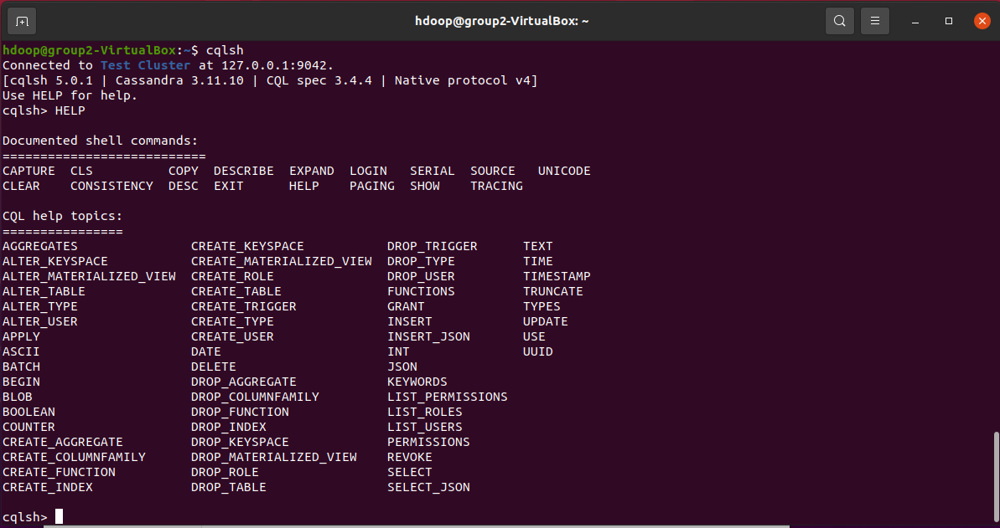 hdoop@group2-VirtualBox: ~
hdoop@group2-VirtualBox:~$ cqlsh
Connected to Test Cluster at 127.0.0.1:9042.
[cqlsh 5.0.1 | Cassandra 3.11.10 | CQL spec 3.4.4 | Native protocol v4]
Use HELP for help.
cqlsh> HELP
Documented shell commands:
===========================
CAPTURE  CLS          COPY  DESCRIBE  EXPAND  LOGIN   SERIAL  SOURCE   UNICODE
CLEAR    CONSISTENCY  DESC  EXIT      HELP    PAGING  SHOW    TRACING
CQL help topics:
================
AGGREGATES               CREATE_KEYSPACE           DROP_TRIGGER      TEXT
ALTER_KEYSPACE           CREATE_MATERIALIZED_VIEW  DROP_TYPE         TIME
ALTER_MATERIALIZED_VIEW  CREATE_ROLE               DROP_USER         TIMESTAMP
ALTER_TABLE              CREATE_TABLE              FUNCTIONS         TRUNCATE
ALTER_TYPE               CREATE_TRIGGER            GRANT             TYPES
ALTER_USER               CREATE_TYPE               INSERT            UPDATE
APPLY                    CREATE_USER               INSERT_JSON       USE
ASCII                    DATE                      INT               UUID
BATCH                    DELETE                    JSON
BEGIN                    DROP_AGGREGATE            KEYWORDS
BLOB                     DROP_COLUMNFAMILY         LIST_PERMISSIONS
BOOLEAN                  DROP_FUNCTION             LIST_ROLES
COUNTER                  DROP_INDEX                LIST_USERS
CREATE_AGGREGATE         DROP_KEYSPACE             PERMISSIONS
CREATE_COLUMNFAMILY      DROP_MATERIALIZED_VIEW    REVOKE
CREATE_FUNCTION          DROP_ROLE                 SELECT
CREATE_INDEX             DROP_TABLE                SELECT_JSON
cqlsh>